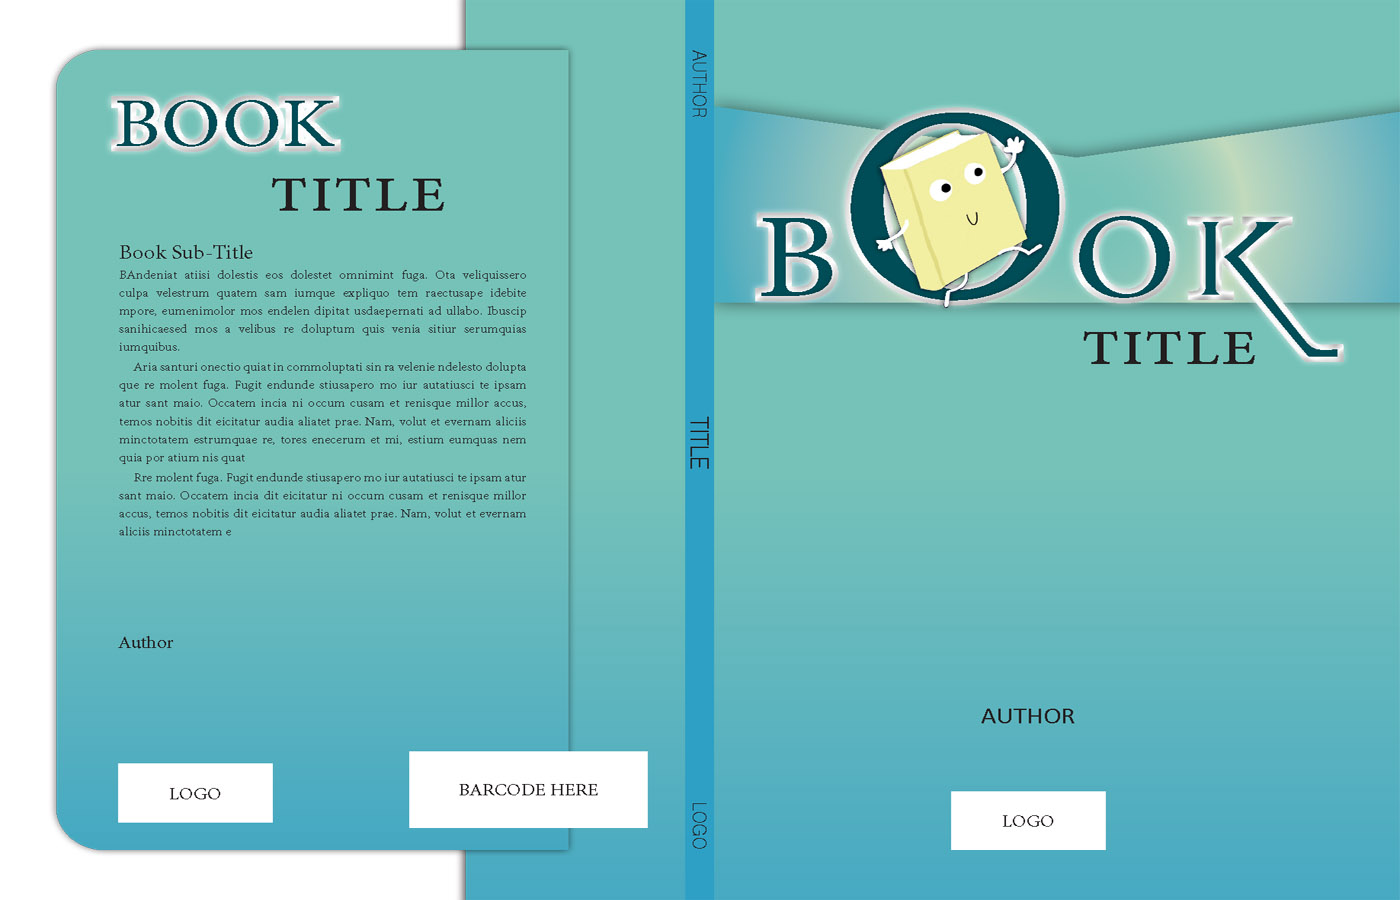 BOOK
TITLE
Book Sub-Title
BAndeniat atiisi dolestis eos dolestet omnimint fuga. Ota veliquissero
culpa velestrum quatem sam iumque expliquo tem raectusape idebite
mpore, eumenimolor mos endelen dipitat usdaepernati ad ullabo. Ibuscip
sanihicaesed mos a velibus re doluptum quis venia sitiur serumquias
iumquibus.
Aria santuri onectio quiat in commoluptati sin ra velenie ndelesto dolupta
que re molent fuga. Fugit endunde stiusapero mo iur autatiusci te ipsam
atur sant maio. Occatem incia ni occum cusam et renisque millor accus,
temos nobitis dit eicitatur audia aliatet prae. Nam, volut et evernam aliciis
minctotatem estrumquae re, tores enecerum et mi, estium eumquas nem
quia por atium nis quat
Rre molent fuga. Fugit endunde stiusapero mo iur autatiusci te ipsam atur
sant maio. Occatem incia dit eicitatur ni occum cusam et renisque millor
accus, temos nobitis dit eicitatur audia aliatet prae. Nam, volut et evernam
aliciis minctotatem e
Author
LOGO
BARCODE HERE
AUTHOR
TITLE
LOGO
BOOK
TITLE
AUTHOR
LOGO